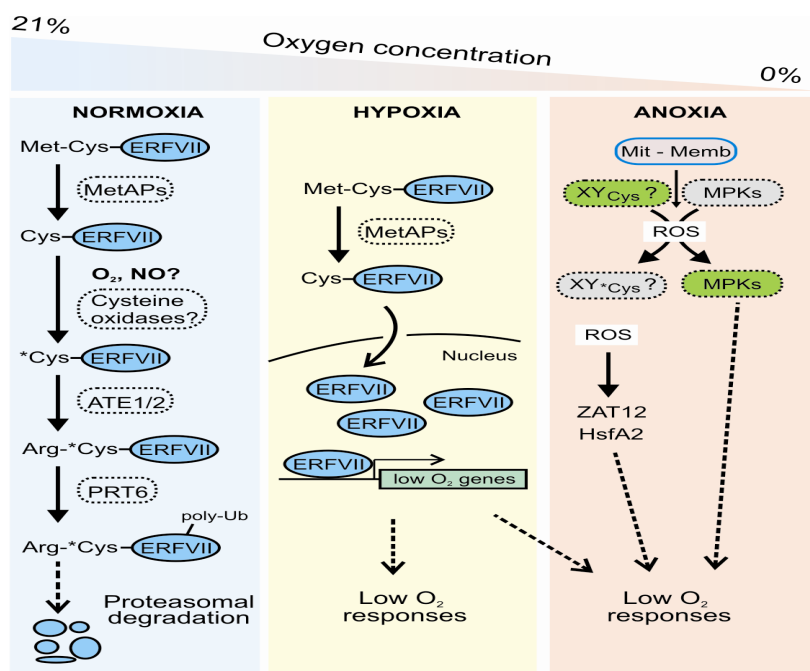 21%
Oxygen concentration
0%
NORMOXIA
Met-Cys-ERFVII
MetAPs
Cys-ERFVII
O₂, NO?
Cysteine
oxidases?
*Cys-ERFVII
ATE1/2
Arg-*Cys-ERFVII
PRT6
poly-Ub
Arg-*Cys-ERFVII
Proteasomal
degradation
HYPOXIA
Met-Cys-ERFVII
MetAPs
Cys-ERFVII
Nucleus
ERFVII
ERFVII
ERFVII
ERFVII
low O₂ genes
Low O₂
responses
ANOXIA
Mit - Memb
XYCys ?
MPKs
ROS
XY*Cys ?
MPKs
ROS
ZAT12
HsfA2
Low O₂
responses